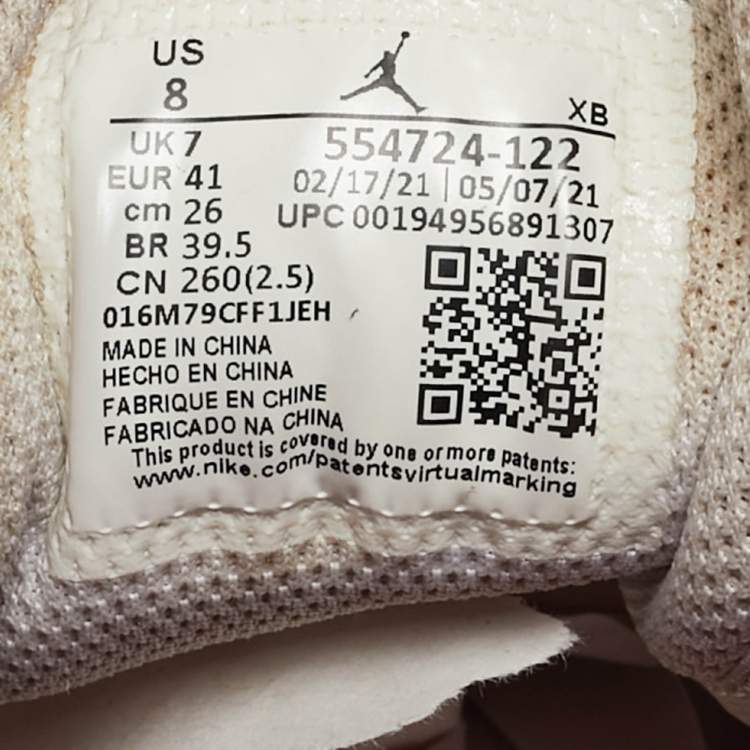 US
8
XB
UK 7
554724-122
EUR 41
02/17/21 | 05/07/21
cm 26
UPC 00194956891307
BR 39.5
CN 260(2.5)
016M79CFF1JEH
MADE IN CHINA
HECHO EN CHINA
FABRIQUE EN CHINE
FABRICADO NA CHINA
This product is covered by one or more patents:
www.nike.com/patentsvirtualmarking